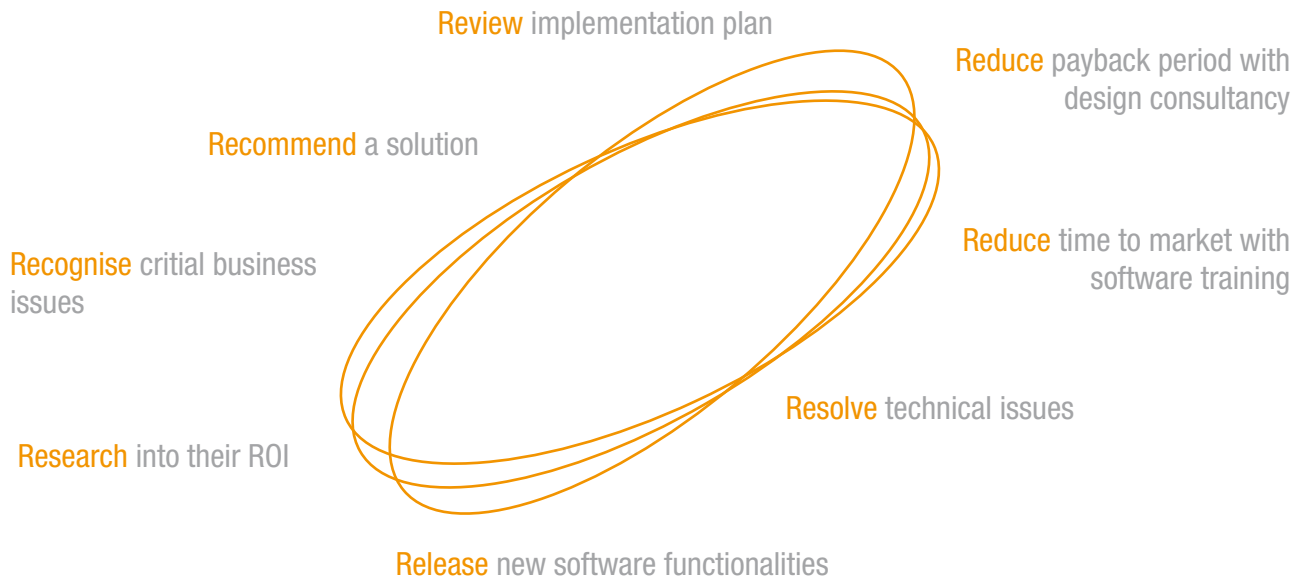 Review implementation plan
Reduce payback period with
design consultancy
Recommend a solution
Reduce time to market with
software training
Recognise critial business
issues
Resolve technical issues
Research into their ROI
Release new software functionalities